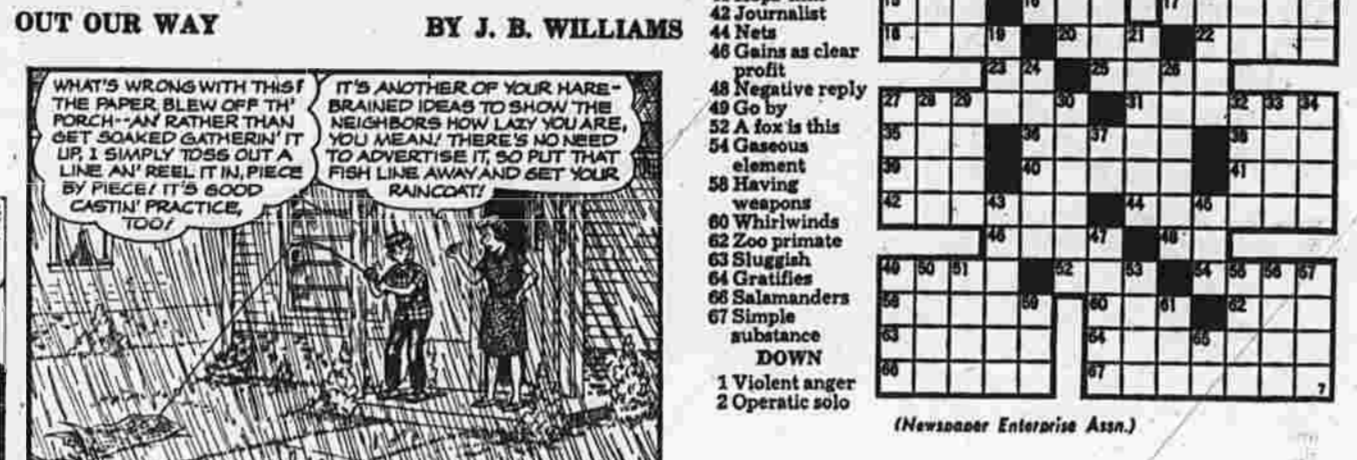 OUT OUR WAY
BY J. B. WILLIAMS
WHAT'S WRONG WITH THIS?
THE PAPER BLEW OFF TH'
PORCH--AN' RATHER THAN
GET SOAKED GATHERIN' IT
UP, I SIMPLY TOSS OUT A
LINE AN' REEL IT IN, PIECE
BY PIECE! IT'S GOOD
CASTIN' PRACTICE,
TOO!
IT'S ANOTHER OF YOUR HARE-
BRAINED IDEAS TO SHOW THE
NEIGHBORS HOW LAZY YOU ARE,
YOU MEAN! THERE'S NO NEED
TO ADVERTISE IT, SO PUT THAT
FISH LINE AWAY AND GET YOUR
RAINCOAT!
42 Journalist
44 Nets
46 Gains as clear
profit
48 Negative reply
49 Go by
52 A fox is this
54 Gaseous
element
58 Having
weapons
60 Whirlwinds
62 Zoo primate
63 Sluggish
64 Gratifies
66 Salamanders
67 Simple
substance
DOWN
1 Violent anger
2 Operatic solo
15 16 17
18 19 20 21 22
23 24 25 26
27 28 29 30 31 32 33 34
35 36 37 38
39 40 41
42 43 44 45
46 47 48
49 50 51 52 53 54 55 56 57
58 59 60 61 62
63 64 65
66 67
7
(Newspaper Enterprise Assn.)